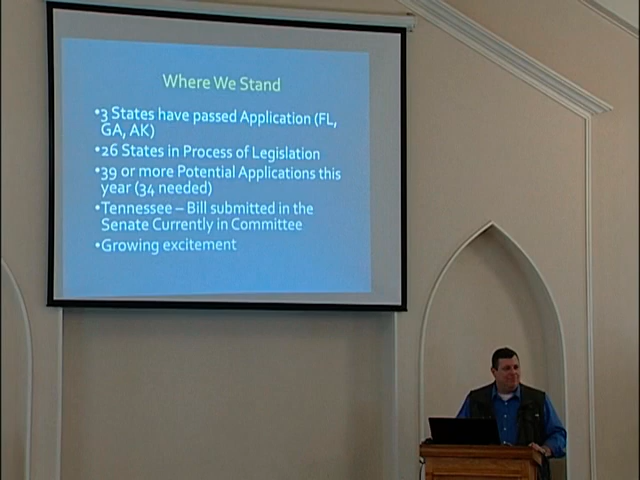 Where We Stand
•3 States have passed Application (FL,
GA, AK)
•26 States in Process of Legislation
•39 or more Potential Applications this
year (34 needed)
•Tennessee – Bill submitted in the
Senate Currently in Committee
•Growing excitement